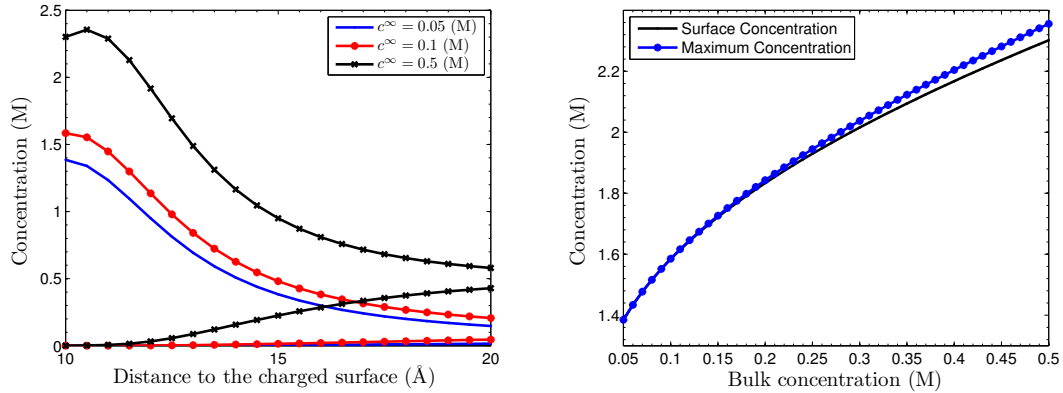 Concentration (M)
2.5
2
1.5
1
0.5
0
10
15
20
Distance to the charged surface (Å)
c^∞ = 0.05 (M)
c^∞ = 0.1 (M)
c^∞ = 0.5 (M)
Concentration (M)
2.2
2
1.8
1.6
1.4
0.05
0.1
0.15
0.2
0.25
0.3
0.35
0.4
0.45
0.5
Bulk concentration (M)
Surface Concentration
Maximum Concentration